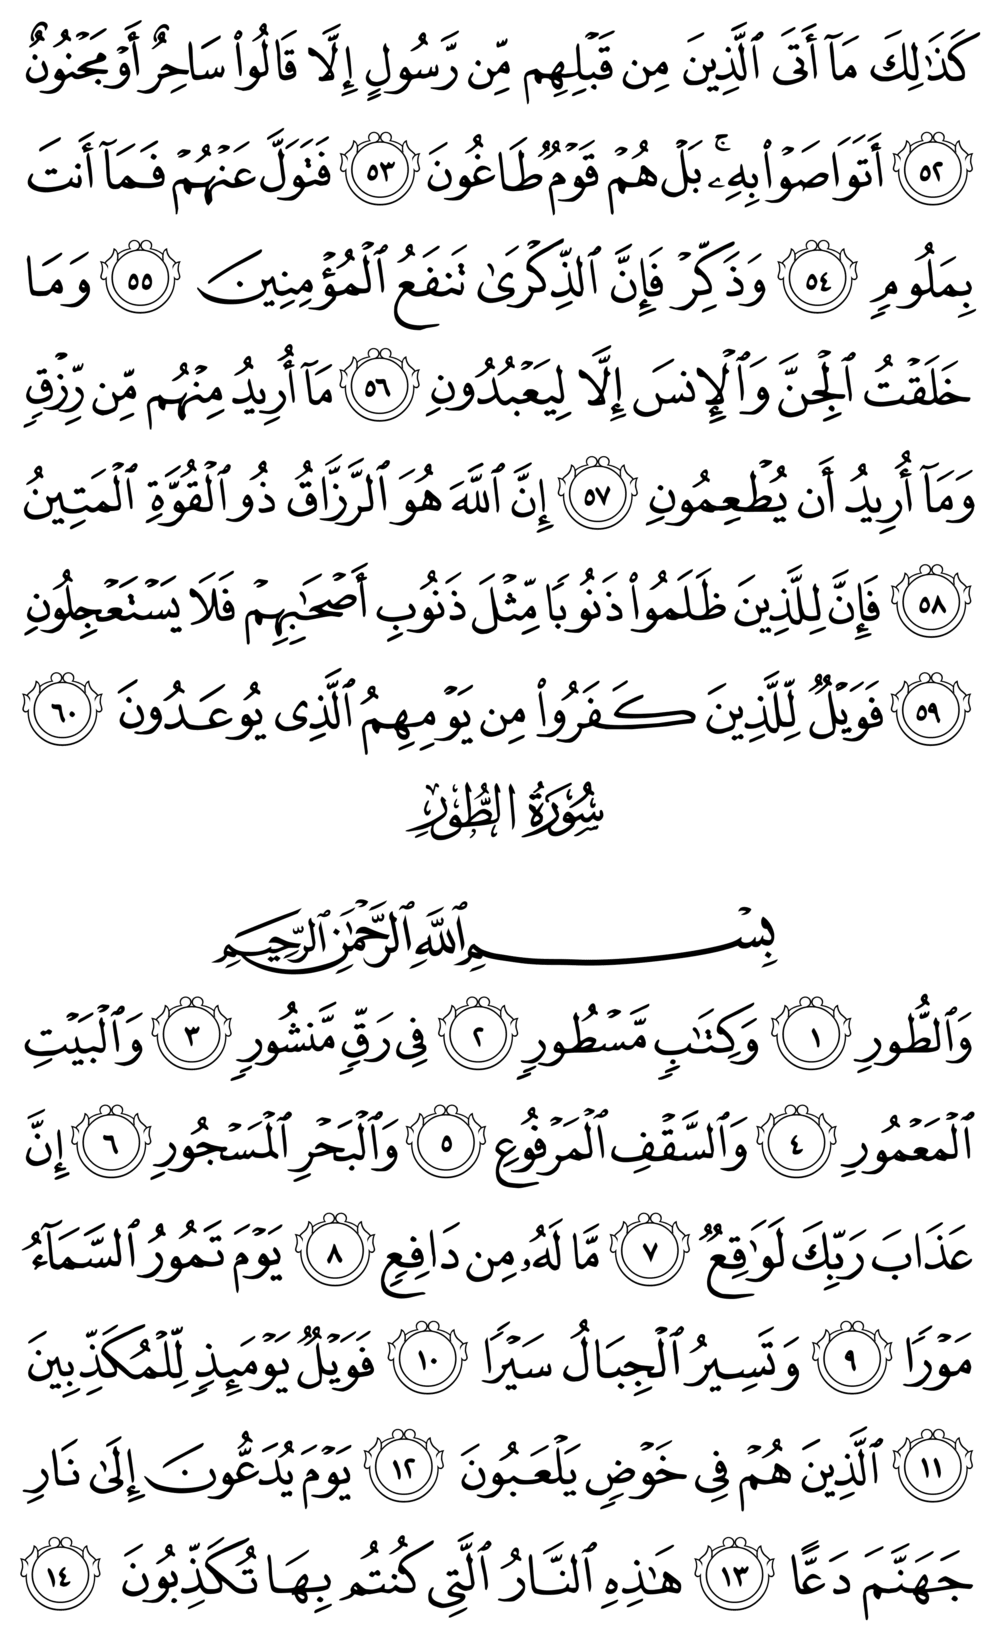 كَذَٰلِكَ مَآ أَتَى ٱلَّذِينَ مِن قَبْلِهِم مِّن رَّسُولٍ إِلَّا قَالُوا۟ سَاحِرٌ أَوْ مَجْنُونٌ
٥٢ أَتَوَاصَوْا۟ بِهِۦ ۚ بَلْ هُمْ قَوْمٌ طَاغُونَ ٥٣ فَتَوَلَّ عَنْهُمْ فَمَآ أَنتَ
بِمَلُومٍ ٥٤ وَذَكِّرْ فَإِنَّ ٱلذِّكْرَىٰ تَنفَعُ ٱلْمُؤْمِنِينَ ٥٥ وَمَا
خَلَقْتُ ٱلْجِنَّ وَٱلْإِنسَ إِلَّا لِيَعْبُدُونِ ٥٦ مَآ أُرِيدُ مِنْهُم مِّن رِّزْقٍ
وَمَآ أُرِيدُ أَن يُطْعِمُونِ ٥٧ إِنَّ ٱللَّهَ هُوَ ٱلرَّزَّاقُ ذُو ٱلْقُوَّةِ ٱلْمَتِينُ
٥٨ فَإِنَّ لِلَّذِينَ ظَلَمُوا۟ ذَنُوبًا مِّثْلَ ذَنُوبِ أَصْحَٰبِهِمْ فَلَا يَسْتَعْجِلُونِ
٥٩ فَوَيْلٌ لِّلَّذِينَ كَفَرُوا۟ مِن يَوْمِهِمُ ٱلَّذِى يُوعَدُونَ ٦٠
سُورَةُ الطُّورِ
بِسْمِ ٱللَّهِ ٱلرَّحْمَٰنِ ٱلرَّحِيمِ
وَٱلطُّورِ ١ وَكِتَٰبٍ مَّسْطُورٍ ٢ فِى رَقٍّ مَّنشُورٍ ٣ وَٱلْبَيْتِ
ٱلْمَعْمُورِ ٤ وَٱلسَّقْفِ ٱلْمَرْفُوعِ ٥ وَٱلْبَحْرِ ٱلْمَسْجُورِ ٦ إِنَّ
عَذَابَ رَبِّكَ لَوَٰقِعٌ ٧ مَّا لَهُۥ مِن دَافِعٍ ٨ يَوْمَ تَمُورُ ٱلسَّمَآءُ
مَوْرًا ٩ وَتَسِيرُ ٱلْجِبَالُ سَيْرًا ١٠ فَوَيْلٌ يَوْمَئِذٍ لِّلْمُكَذِّبِينَ
١١ ٱلَّذِينَ هُمْ فِى خَوْضٍ يَلْعَبُونَ ١٢ يَوْمَ يُدَعُّونَ إِلَىٰ نَارِ
جَهَنَّمَ دَعًّا ١٣ هَٰذِهِ ٱلنَّارُ ٱلَّتِى كُنتُم بِهَا تُكَذِّبُونَ ١٤